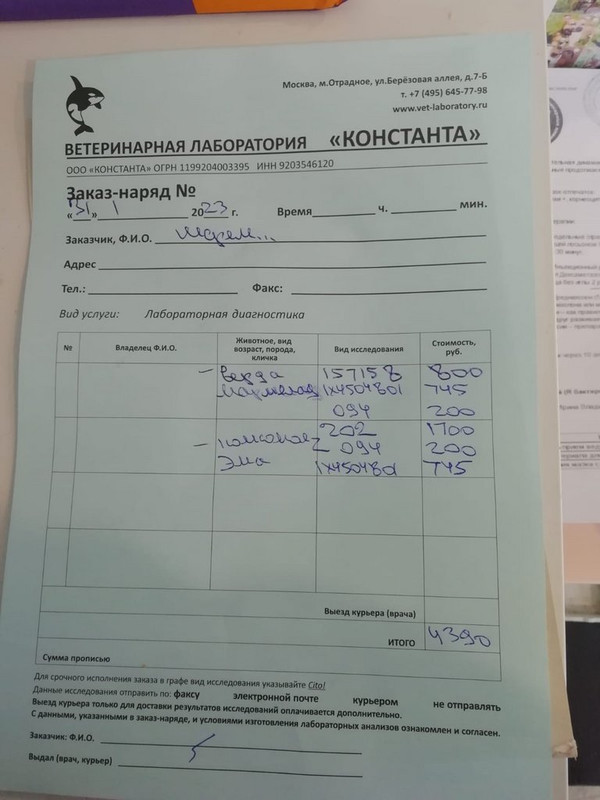 Москва, м.Отрадное, ул.Берёзовая аллея, д.7-Б
т. +7 (495) 645-77-98
www.vet-laboratory.ru
ВЕТЕРИНАРНАЯ ЛАБОРАТОРИЯ «КОНСТАНТА»
ООО «КОНСТАНТА» ОГРН 1199204003395 ИНН 9203546120
Заказ-наряд №
«31» 1 2023 г. Время ч. мин.
Заказчик, Ф.И.О.
Адрес
Тел.: Факс:
Вид услуги: Лабораторная диагностика
№ Владелец Ф.И.О. Животное, вид возраст, порода, кличка Вид исследования Стоимость, руб.
157158 800
Мармелад 1х4504801 745
094 200
202 1700
094 200
Эма 1х4504801 745
Выезд курьера (врача)
ИТОГО 4390
Сумма прописью
Для срочного исполнения заказа в графе вид исследования указывайте Cito!
Данные исследования отправить по: факсу электронной почте курьером не отправлять
Выезд курьера только для доставки результатов исследований оплачивается дополнительно.
С данными, указанными в заказ-наряде, и условиями изготовления лабораторных анализов ознакомлен и согласен.
Заказчик: Ф.И.О.
Выдал (врач, курьер)